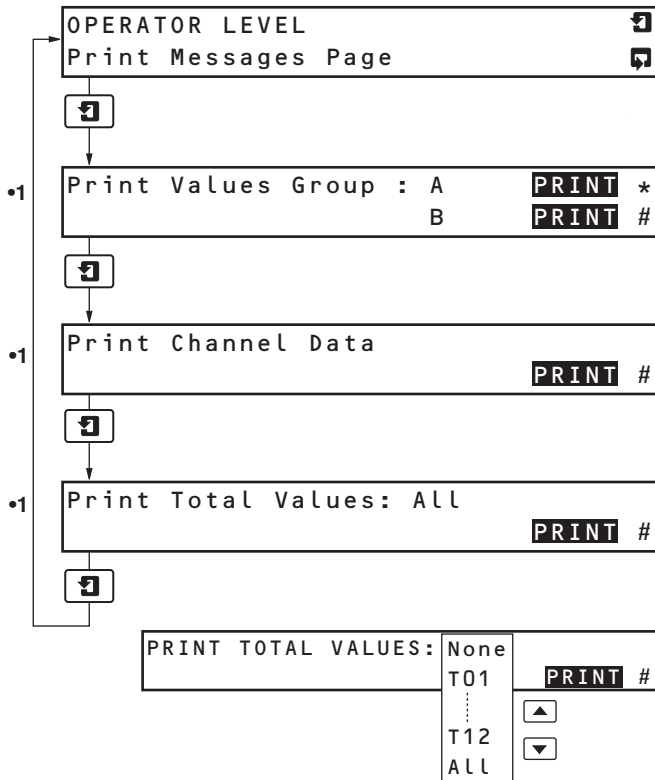 OPERATOR LEVEL
Print Messages Page
•1
Print Values Group : A PRINT *
B PRINT #
•1
Print Channel Data
PRINT #
•1
Print Total Values: All
PRINT #
PRINT TOTAL VALUES: None
T01 PRINT #
T12
All